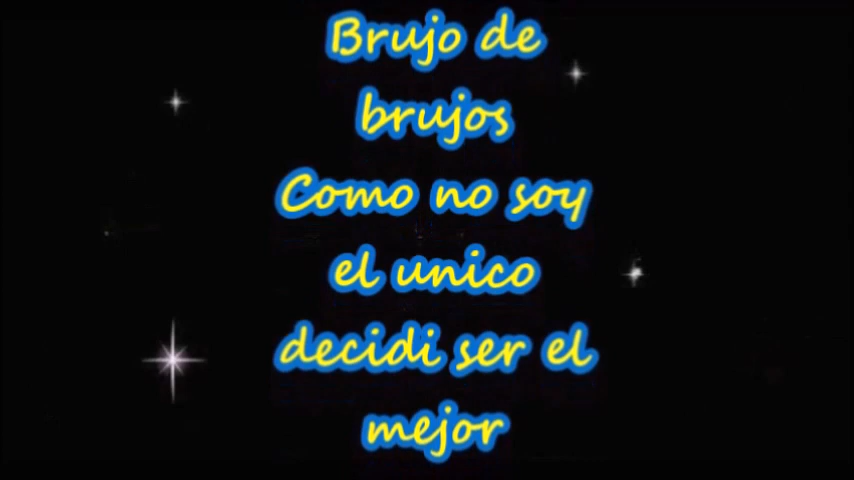 Brujo de
brujos
Como no soy
el unico
decidi ser el
mejor